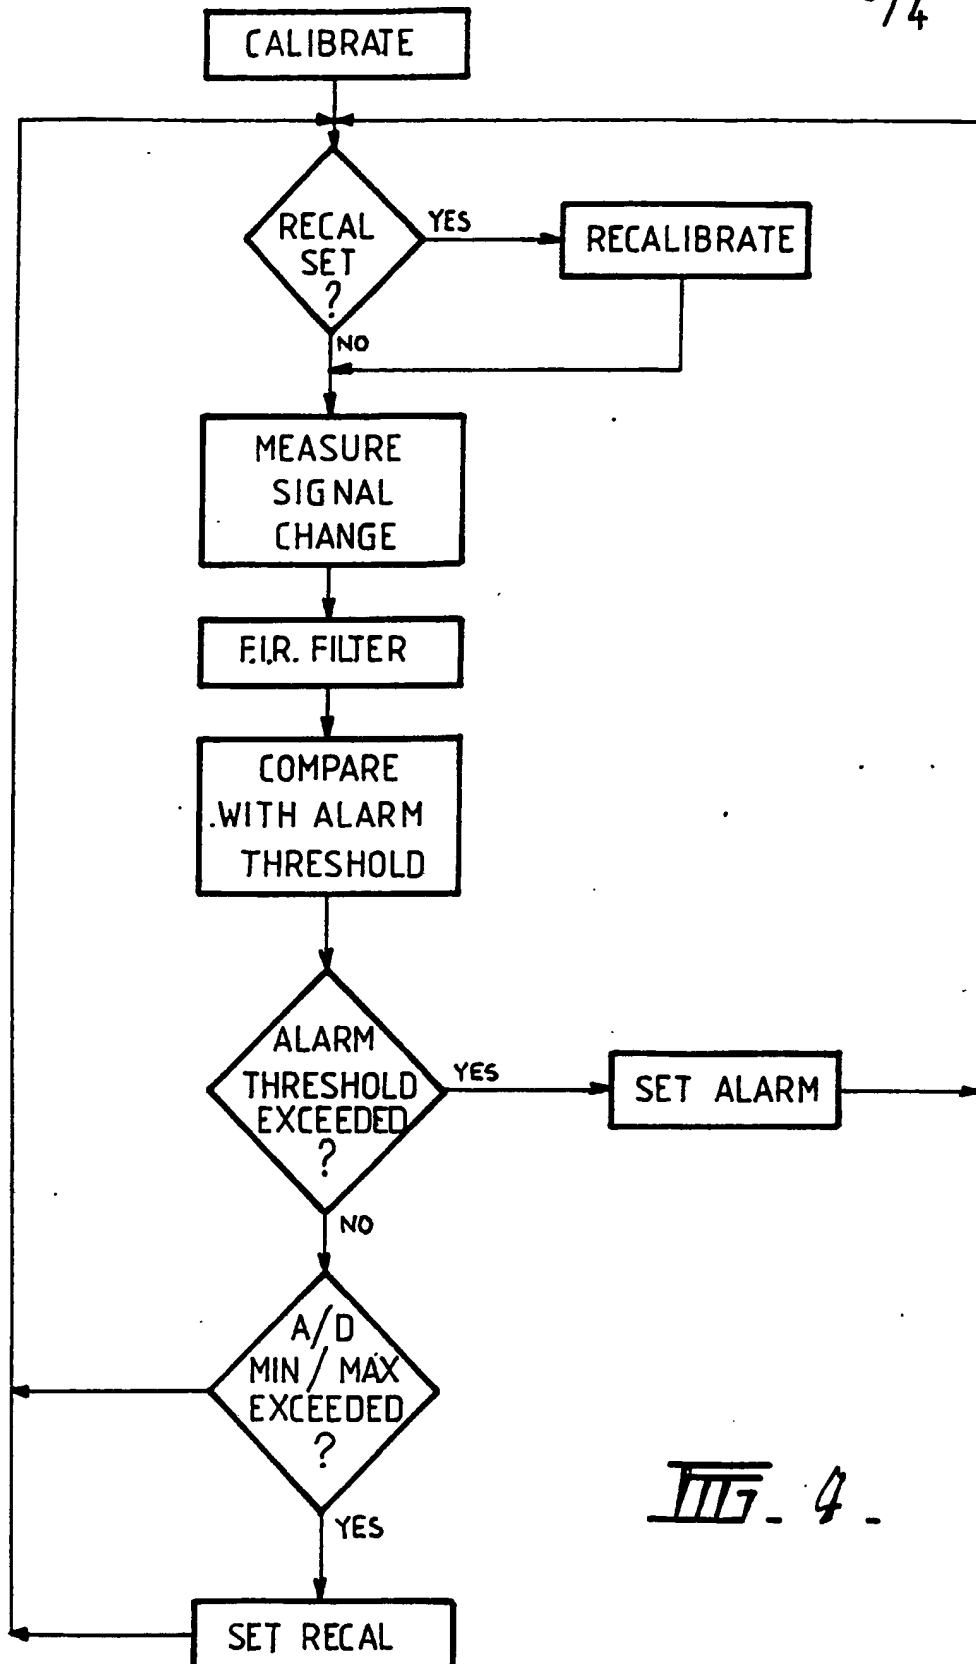 /4
CALIBRATE
RECAL
SET
?
YES
RECALIBRATE
NO
MEASURE
SIGNAL
CHANGE
F.I.R. FILTER
COMPARE
WITH ALARM
THRESHOLD
ALARM
THRESHOLD
EXCEEDED
?
YES
SET ALARM
NO
A/D
MIN / MAX
EXCEEDED
?
YES
SET RECAL
FIG. 4.